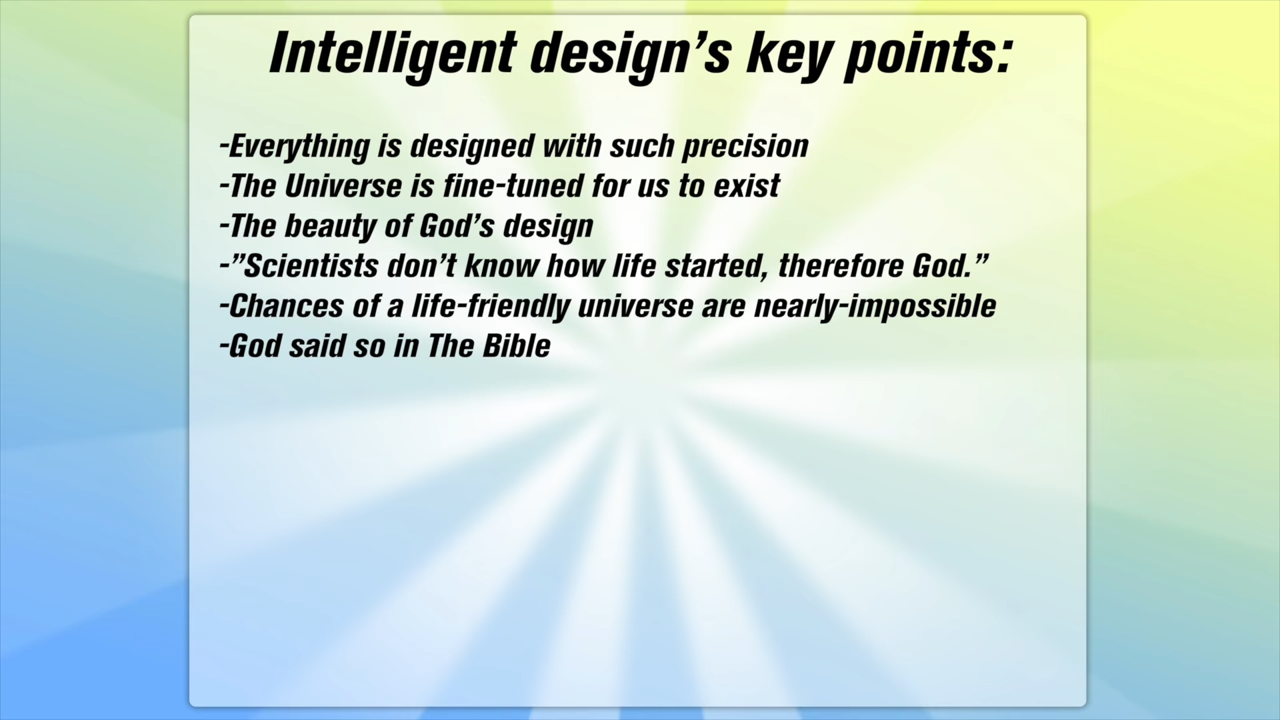 Intelligent design’s key points:
-Everything is designed with such precision
-The Universe is fine-tuned for us to exist
-The beauty of God’s design
-”Scientists don’t know how life started, therefore God.”
-Chances of a life-friendly universe are nearly-impossible
-God said so in The Bible